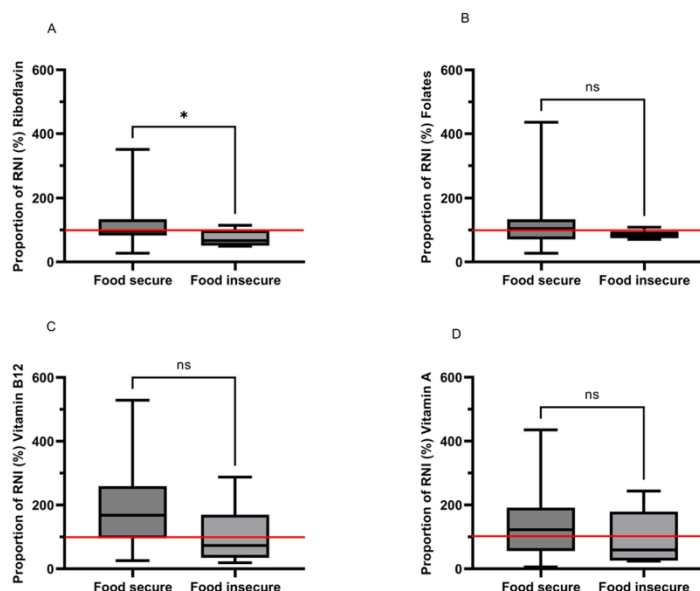 A
Proportion of RNI (%) Riboflavin
600
400
200
0
*
Food secure
Food insecure
B
Proportion of RNI (%) Folates
600
400
200
0
ns
Food secure
Food insecure
C
Proportion of RNI (%) Vitamin B12
600
400
200
0
ns
Food secure
Food insecure
D
Proportion of RNI (%) Vitamin A
600
400
200
0
ns
Food secure
Food insecure